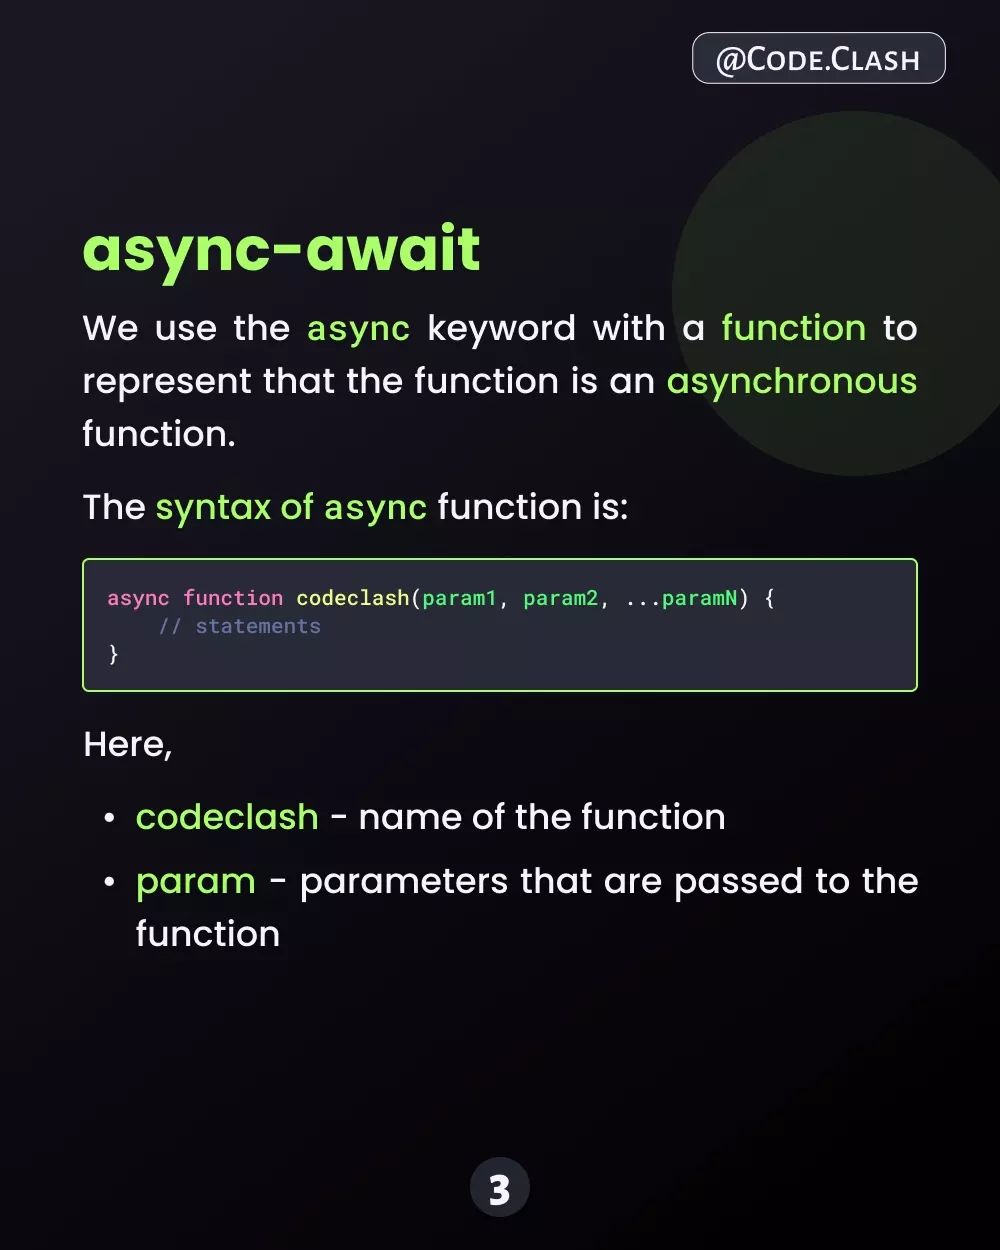 @Code.Clash
async-await
We use the async keyword with a function to
represent that the function is an asynchronous
function.
The syntax of async function is:
async function codeclash(param1, param2, ...paramN) {
    // statements
}
Here,
• codeclash - name of the function
• param - parameters that are passed to the
function
3